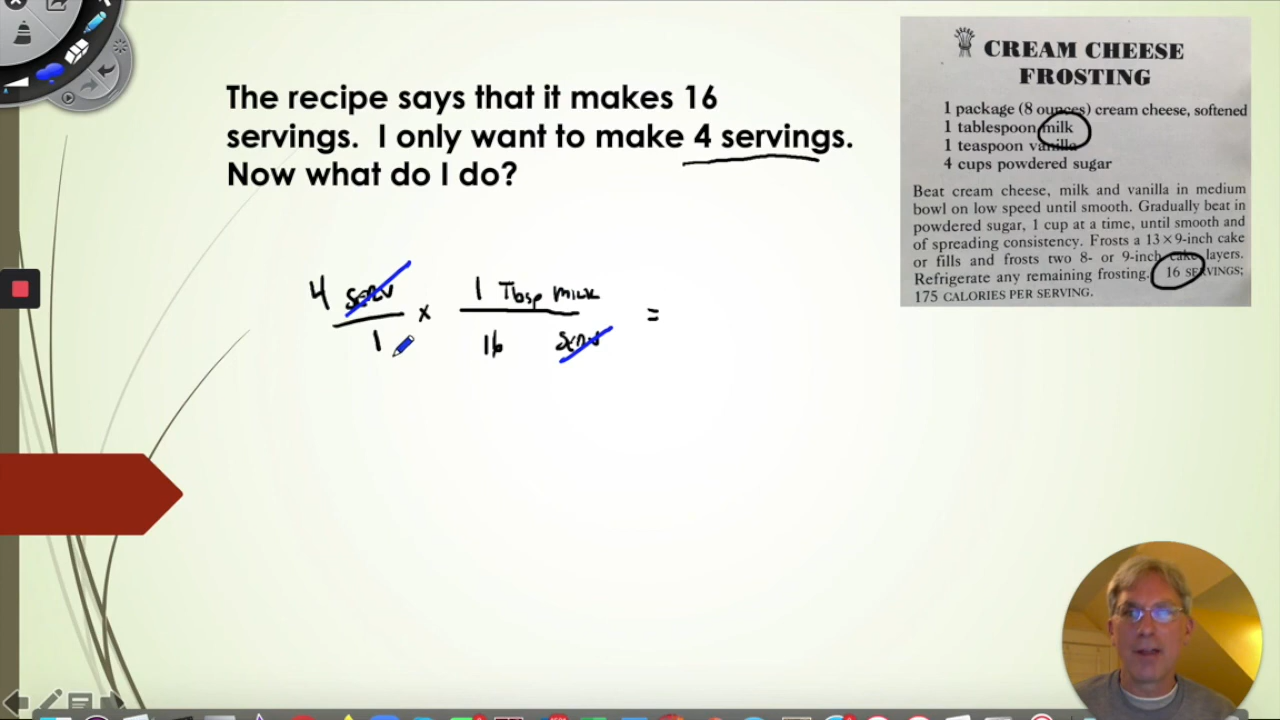 The recipe says that it makes 16
servings. I only want to make 4 servings.
Now what do I do?
CREAM CHEESE
FROSTING
1 package (8 ounces) cream cheese, softened
1 tablespoon milk
1 teaspoon vanilla
4 cups powdered sugar
Beat cream cheese, milk and vanilla in medium
bowl on low speed until smooth. Gradually beat in
powdered sugar, 1 cup at a time, until smooth and
of spreading consistency. Frosts a 13×9-inch cake
or fills and frosts two 8- or 9-inch cake layers.
Refrigerate any remaining frosting. 16 SERVINGS;
175 CALORIES PER SERVING.
4 serv
1
×
1 Tbsp milk
16 serv
=